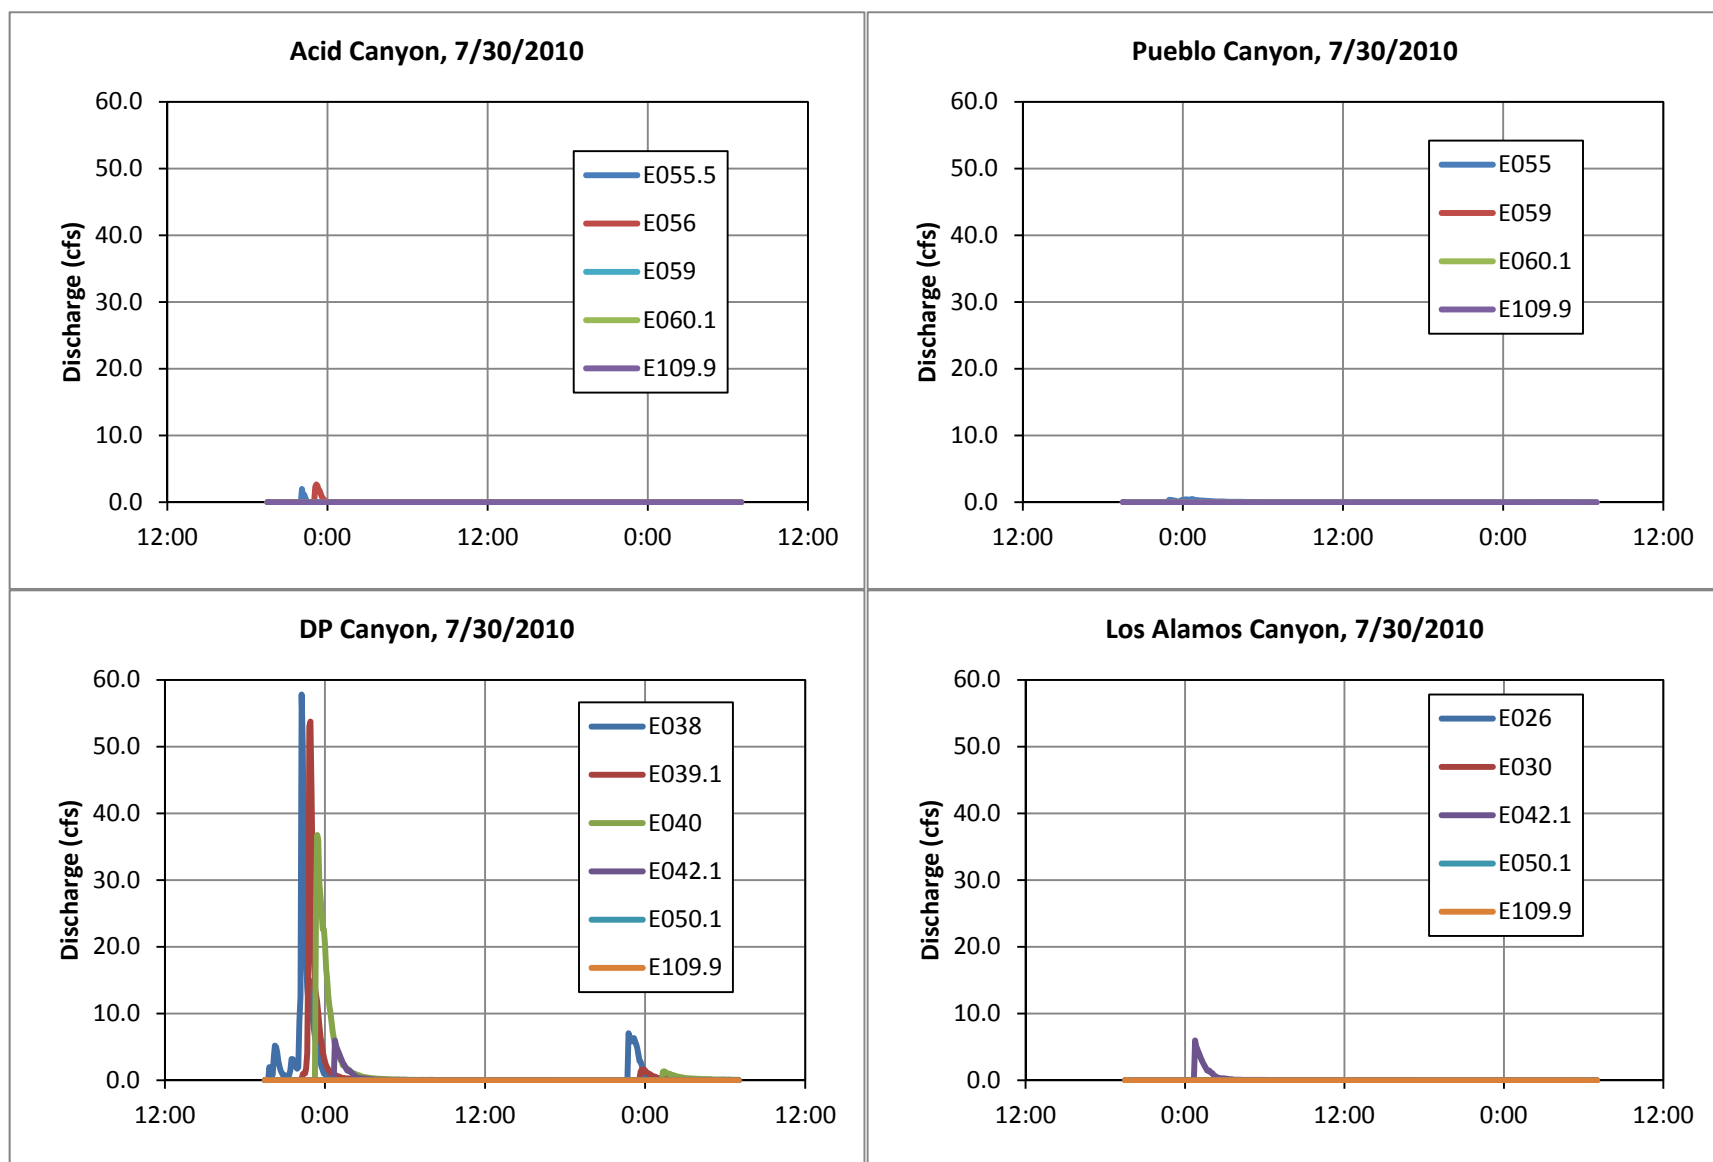 Acid Canyon, 7/30/2010
60.0
50.0
40.0
30.0
20.0
10.0
0.0
Discharge (cfs)
12:00 0:00 12:00 0:00 12:00
E055.5
E056
E059
E060.1
E109.9
Pueblo Canyon, 7/30/2010
60.0
50.0
40.0
30.0
20.0
10.0
0.0
Discharge (cfs)
12:00 0:00 12:00 0:00 12:00
E055
E059
E060.1
E109.9
DP Canyon, 7/30/2010
60.0
50.0
40.0
30.0
20.0
10.0
0.0
Discharge (cfs)
12:00 0:00 12:00 0:00 12:00
E038
E039.1
E040
E042.1
E050.1
E109.9
Los Alamos Canyon, 7/30/2010
60.0
50.0
40.0
30.0
20.0
10.0
0.0
Discharge (cfs)
12:00 0:00 12:00 0:00 12:00
E026
E030
E042.1
E050.1
E109.9